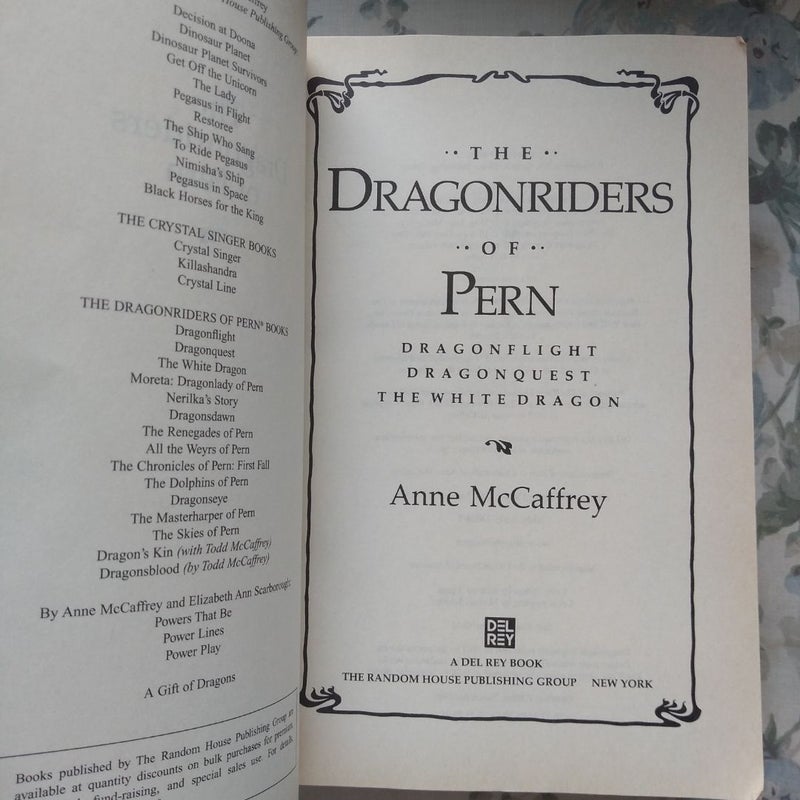 House Publishing Group
Decision at Doona
Dinosaur Planet
Dinosaur Planet Survivors
Get Off the Unicorn
The Lady
Pegasus in Flight
Restoree
The Ship Who Sang
To Ride Pegasus
Nimisha's Ship
Pegasus in Space
Black Horses for the King
THE CRYSTAL SINGER BOOKS
Crystal Singer
Killashandra
Crystal Line
THE DRAGONRIDERS OF PERN® BOOKS
Dragonflight
Dragonquest
The White Dragon
Moreta: Dragonlady of Pern
Nerilka's Story
Dragonsdawn
The Renegades of Pern
All the Weyrs of Pern
The Chronicles of Pern: First Fall
The Dolphins of Pern
Dragonseye
The Masterharper of Pern
The Skies of Pern
Dragon's Kin (with Todd McCaffrey)
Dragonsblood (by Todd McCaffrey)
By Anne McCaffrey and Elizabeth Ann Scarborough:
Powers That Be
Power Lines
Power Play
A Gift of Dragons
Books published by The Random House Publishing Group are
available at quantity discounts on bulk purchases for premium,
fund-raising, and special sales use. For details,
·· THE ··
DRAGONRIDERS
·· OF ··
PERN
DRAGONFLIGHT
DRAGONQUEST
THE WHITE DRAGON
Anne McCaffrey
DEL
REY
A DEL REY BOOK
THE RANDOM HOUSE PUBLISHING GROUP NEW YORK